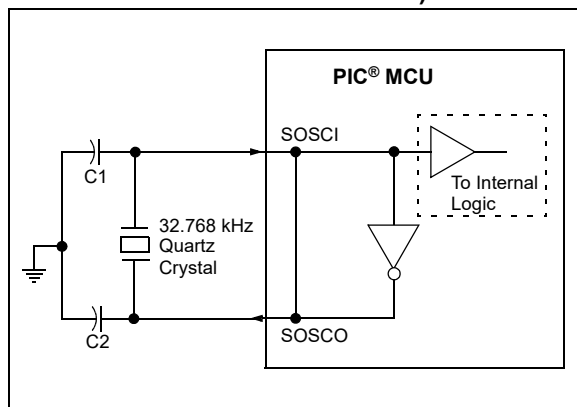 PIC® MCU
SOSCI
C1
To Internal
Logic
32.768 kHz
Quartz
Crystal
C2
SOSCO